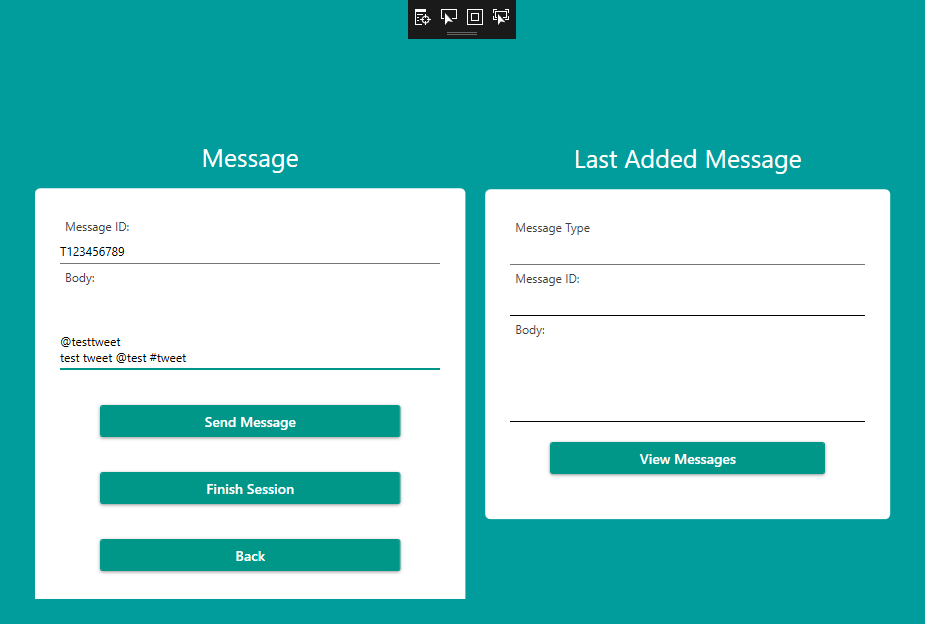 Message
Message ID:
T123456789
Body:
@testtweet
test tweet @test #tweet
Send Message
Finish Session
Back
Last Added Message
Message Type
Message ID:
Body:
View Messages